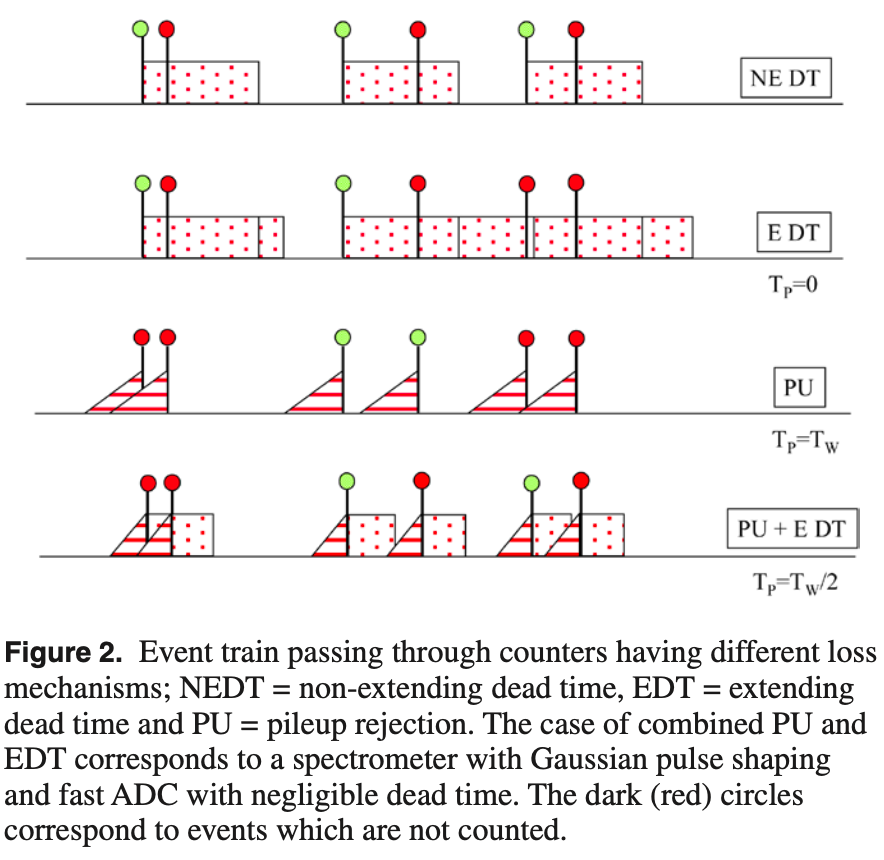 NE DT
E DT
T_P=0
PU
T_P=T_W
PU + E DT
T_P=T_W/2
Figure 2. Event train passing through counters having different loss
mechanisms; NEDT = non-extending dead time, EDT = extending
dead time and PU = pileup rejection. The case of combined PU and
EDT corresponds to a spectrometer with Gaussian pulse shaping
and fast ADC with negligible dead time. The dark (red) circles
correspond to events which are not counted.